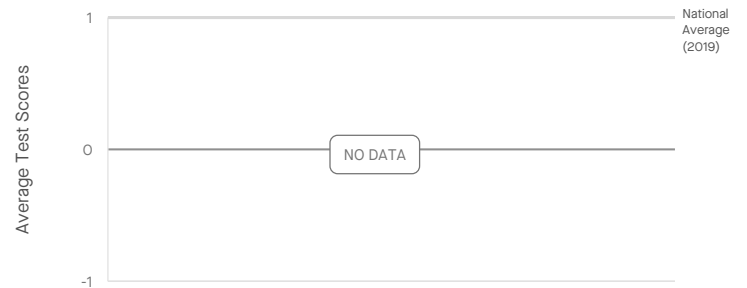 1
National
Average
(2019)
Average Test Scores
0
NO DATA
-1